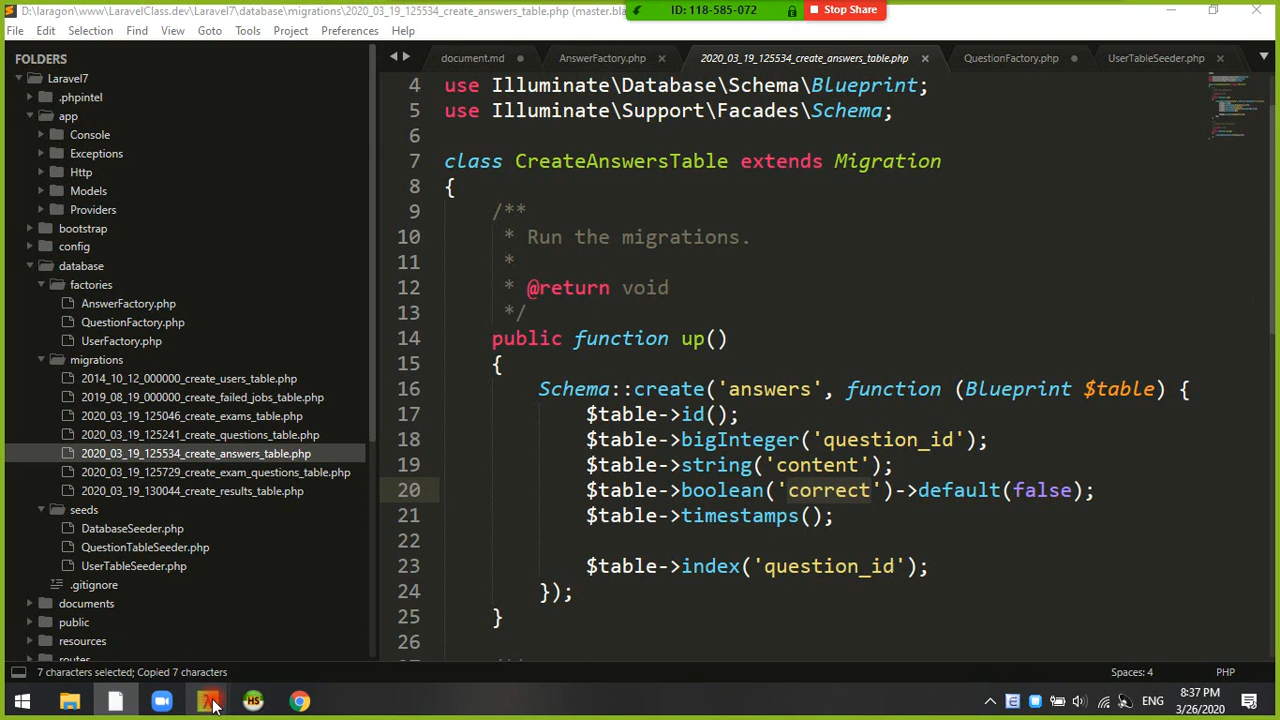 D:\laragon\www\LaravelClass.dev\Laravel7\database\migrations\2020_03_19_125534_create_answers_table.php (master.bla
ID: 118-585-072
Stop Share
File Edit Selection Find View Goto Tools Project Preferences Help
FOLDERS
Laravel7
.phpintel
app
Console
Exceptions
Http
Models
Providers
bootstrap
config
database
factories
AnswerFactory.php
QuestionFactory.php
UserFactory.php
migrations
2014_10_12_000000_create_users_table.php
2019_08_19_000000_create_failed_jobs_table.php
2020_03_19_125046_create_exams_table.php
2020_03_19_125241_create_questions_table.php
2020_03_19_125534_create_answers_table.php
2020_03_19_125729_create_exam_questions_table.php
2020_03_19_130044_create_results_table.php
seeds
DatabaseSeeder.php
QuestionTableSeeder.php
UserTableSeeder.php
.gitignore
documents
public
resources
routes
document.md AnswerFactory.php 2020_03_19_125534_create_answers_table.php QuestionFactory.php UserTableSeeder.php
4 use Illuminate\Database\Schema\Blueprint;
5 use Illuminate\Support\Facades\Schema;
6
7 class CreateAnswersTable extends Migration
8 {
9 /**
10 * Run the migrations.
11 *
12 * @return void
13 */
14 public function up()
15 {
16 Schema::create('answers', function (Blueprint $table) {
17 $table->id();
18 $table->bigInteger('question_id');
19 $table->string('content');
20 $table->boolean('correct')->default(false);
21 $table->timestamps();
22
23 $table->index('question_id');
24 });
25 }
26
7 characters selected; Copied 7 characters
Spaces: 4
PHP
HS
ENG
8:37 PM
3/26/2020